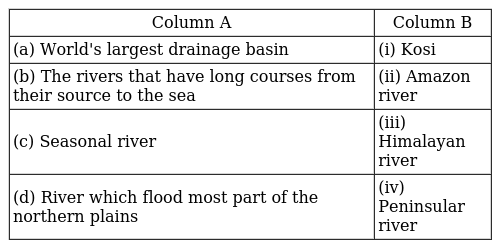 Column A Column B
(a) World's largest drainage basin (i) Kosi
(b) The rivers that have long courses from
their source to the sea
(ii) Amazon
river
(c) Seasonal river
(iii)
Himalayan
river
(d) River which flood most part of the
northern plains
(iv)
Peninsular
river